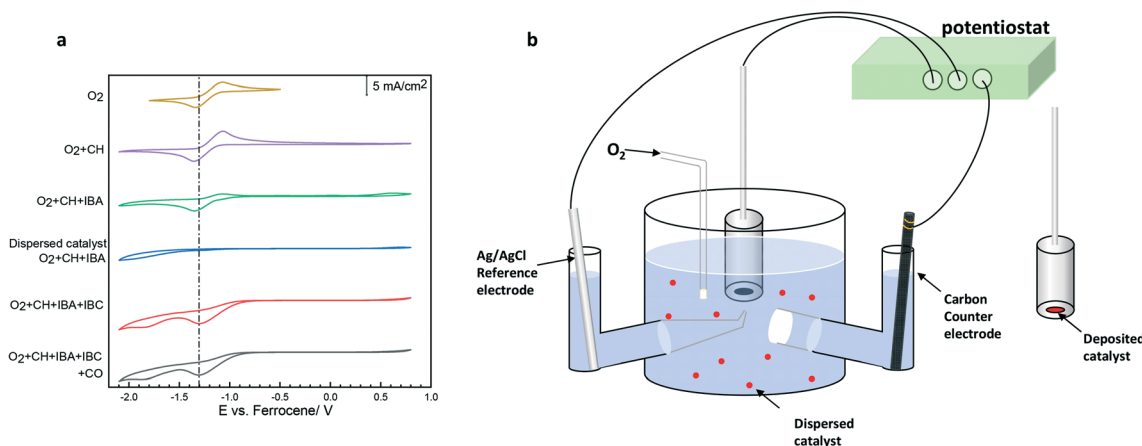 a
5 mA/cm2
O2
O2+CH
O2+CH+IBA
Dispersed catalyst
O2+CH+IBA
O2+CH+IBA+IBC
O2+CH+IBA+IBC
+CO
-2.0 -1.5 -1.0 -0.5 0.0 0.5 1.0
E vs. Ferrocene/ V
b
potentiostat
O2
Ag/AgCl
Reference
electrode
Carbon
Counter
electrode
Deposited
catalyst
Dispersed
catalyst